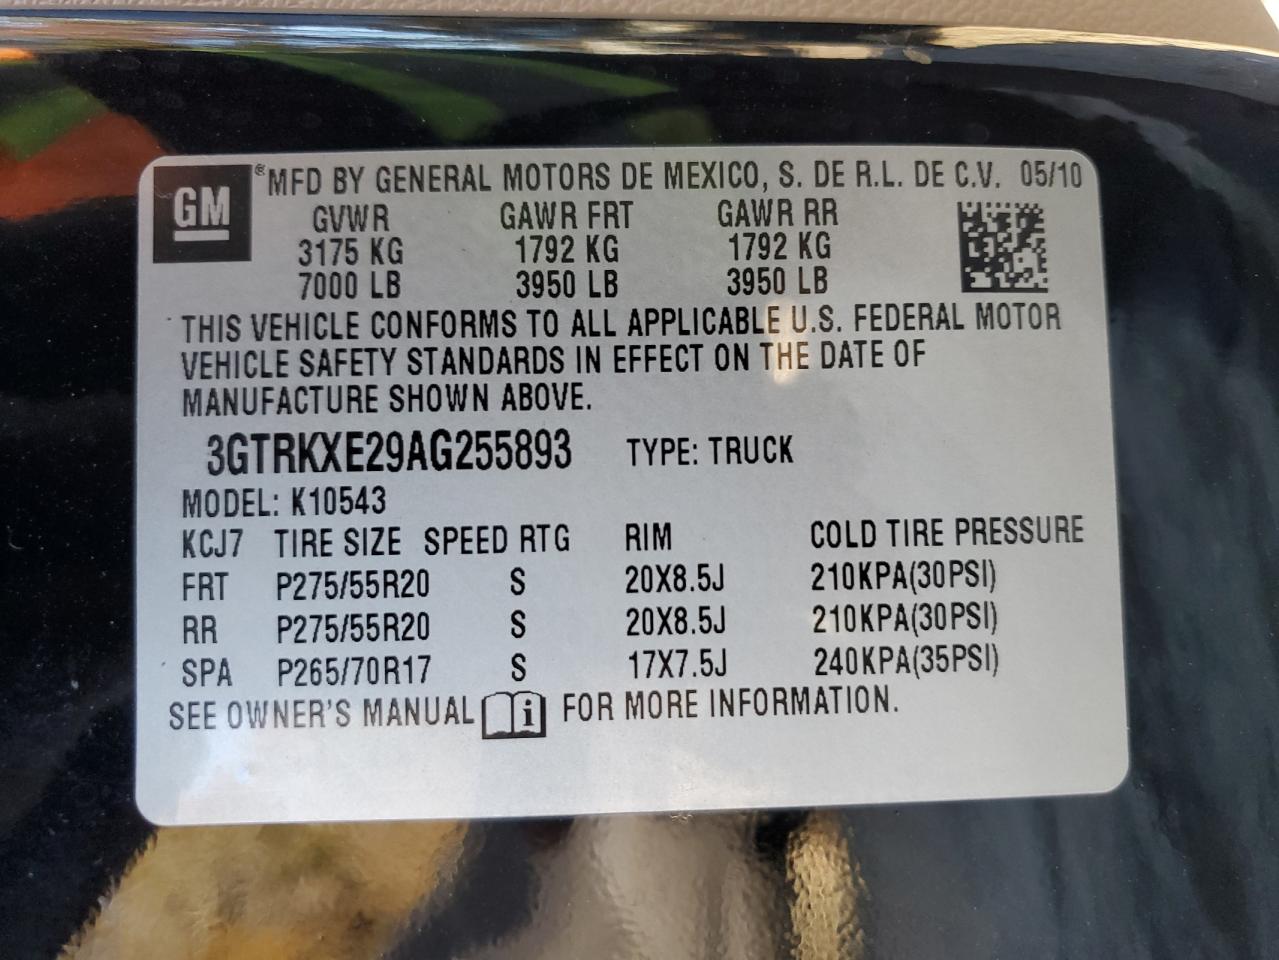 GM ® MFD BY GENERAL MOTORS DE MEXICO, S. DE R.L. DE C.V. 05/10
GVWR GAWR FRT GAWR RR
3175 KG 1792 KG 1792 KG
7000 LB 3950 LB 3950 LB
THIS VEHICLE CONFORMS TO ALL APPLICABLE U.S. FEDERAL MOTOR
VEHICLE SAFETY STANDARDS IN EFFECT ON THE DATE OF
MANUFACTURE SHOWN ABOVE.
3GTRKXE29AG255893 TYPE: TRUCK
MODEL: K10543
KCJ7 TIRE SIZE SPEED RTG RIM COLD TIRE PRESSURE
FRT P275/55R20 S 20X8.5J 210KPA(30PSI)
RR P275/55R20 S 20X8.5J 210KPA(30PSI)
SPA P265/70R17 S 17X7.5J 240KPA(35PSI)
SEE OWNER'S MANUAL i FOR MORE INFORMATION.